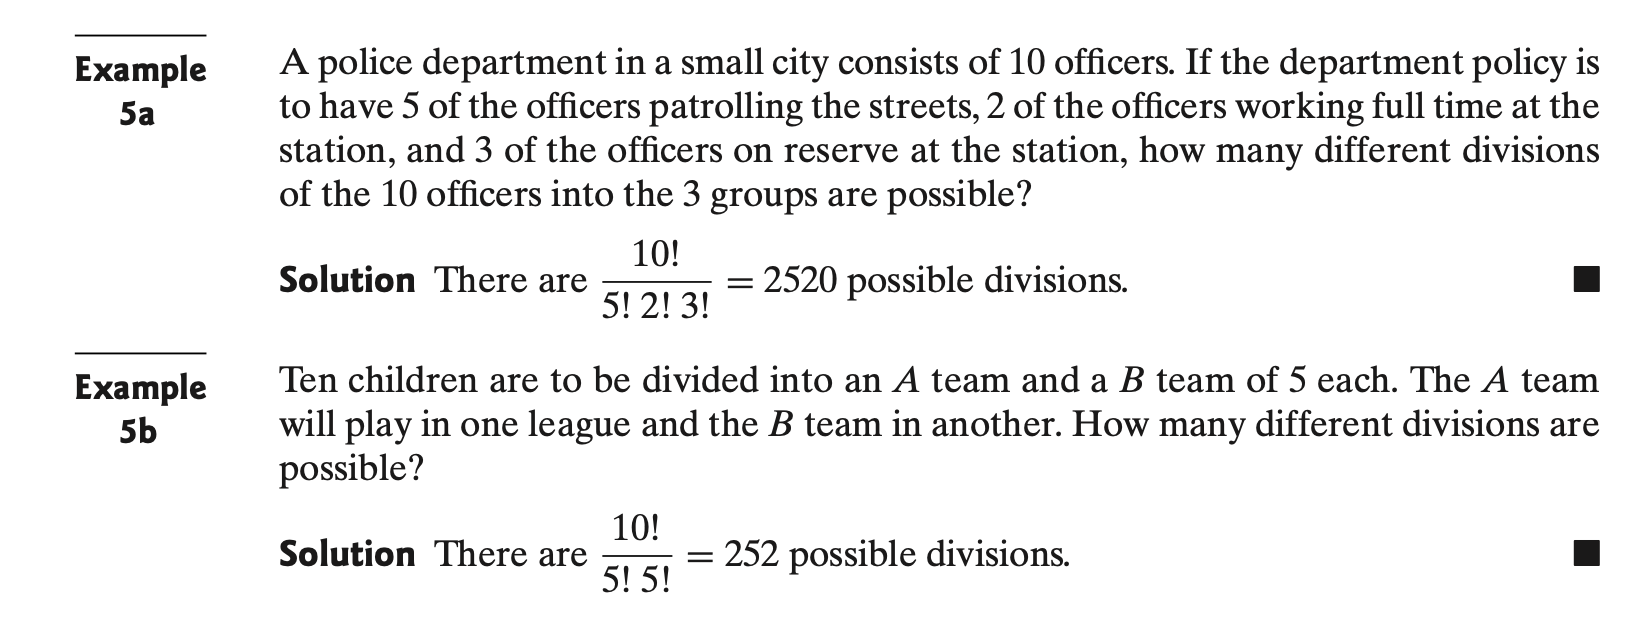 Example
5a
A police department in a small city consists of 10 officers. If the department policy is
to have 5 of the officers patrolling the streets, 2 of the officers working full time at the
station, and 3 of the officers on reserve at the station, how many different divisions
of the 10 officers into the 3 groups are possible?
Solution There are 10!/(5! 2! 3!) = 2520 possible divisions. ■
Example
5b
Ten children are to be divided into an A team and a B team of 5 each. The A team
will play in one league and the B team in another. How many different divisions are
possible?
Solution There are 10!/(5! 5!) = 252 possible divisions. ■